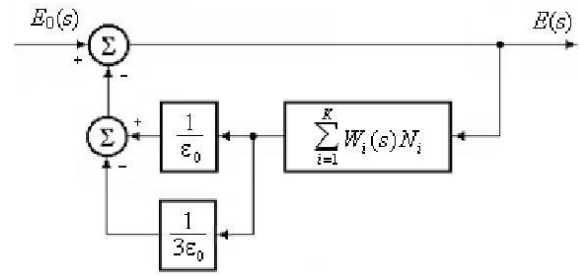 E₀(s) E(s)
+ Σ
-
Σ + 1/ε₀ ∑_{i=1}^{K} W_i(s)N_i
-
1/3ε₀